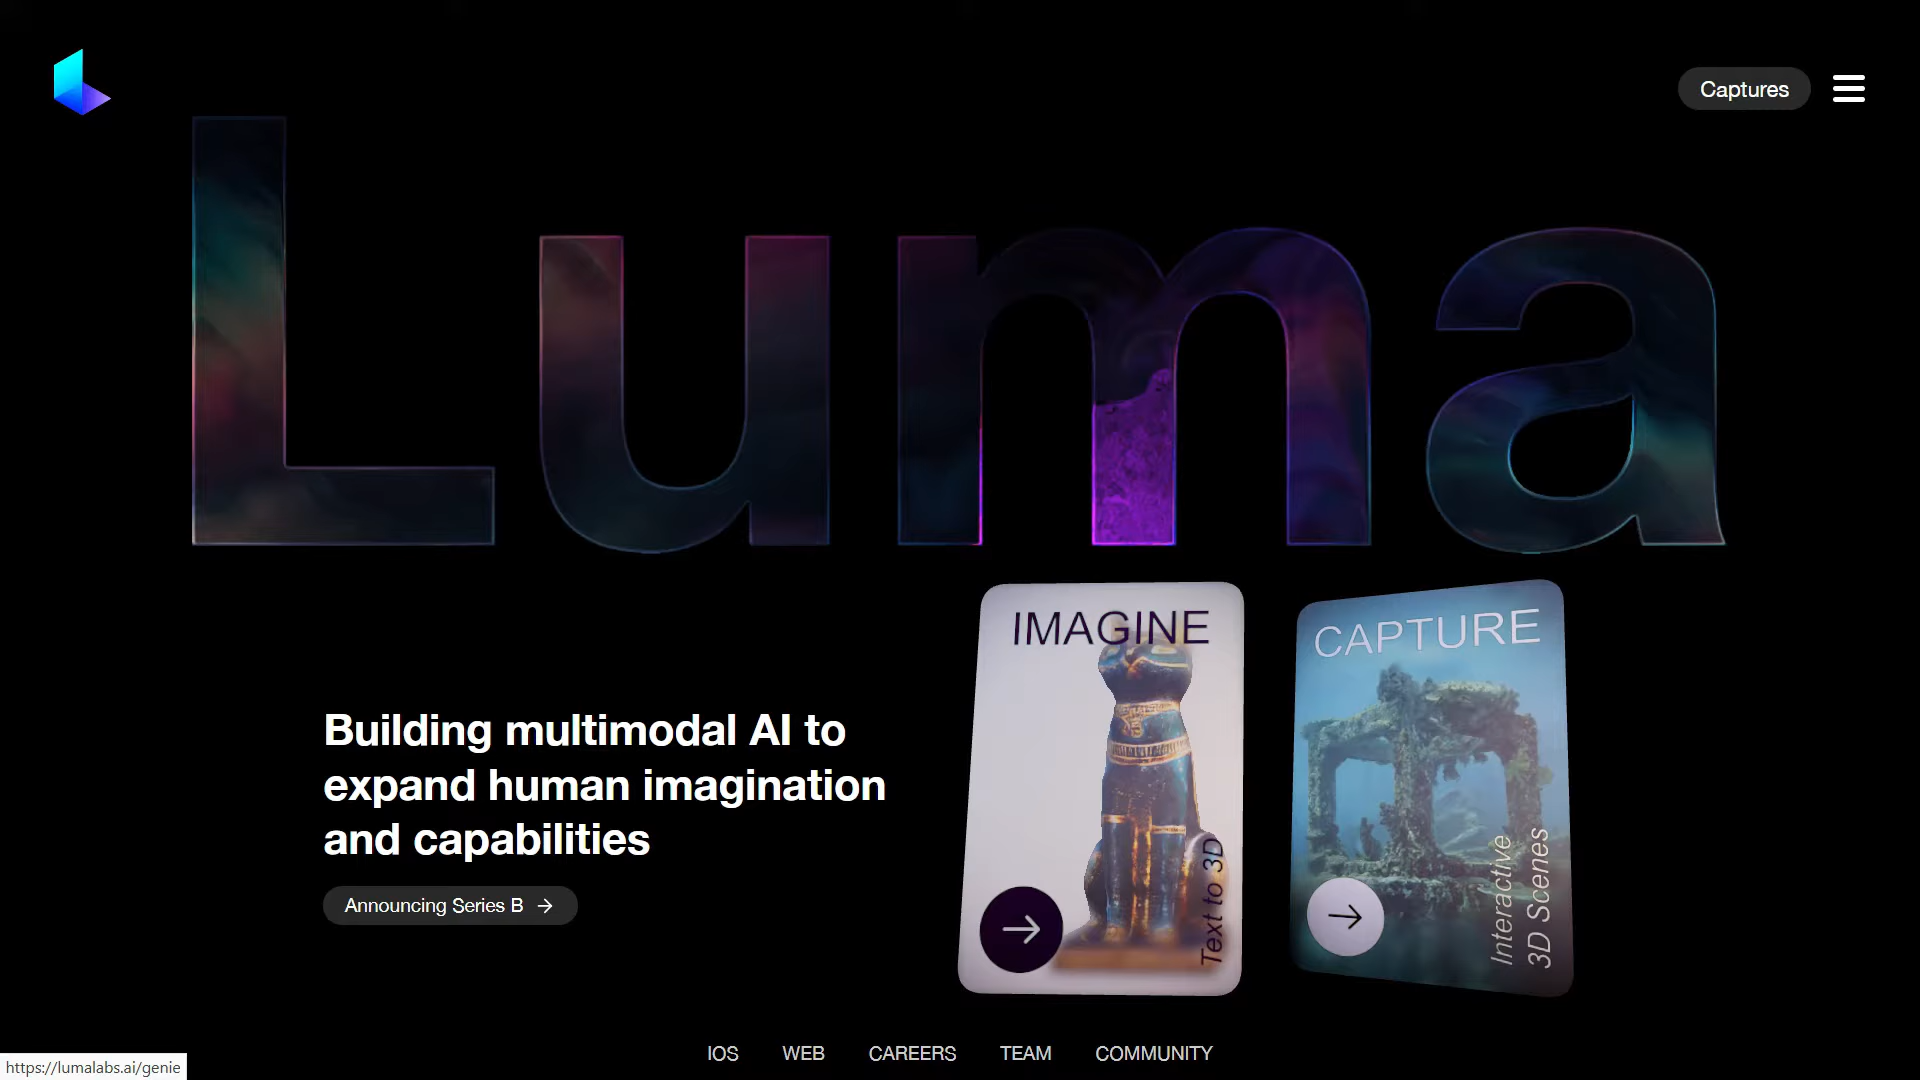 Captures
Luma
IMAGINE
Text to 3D
CAPTURE
Interactive
3D Scenes
Building multimodal AI to
expand human imagination
and capabilities
Announcing Series B
IOS
WEB
CAREERS
TEAM
COMMUNITY
https://lumalabs.ai/genie